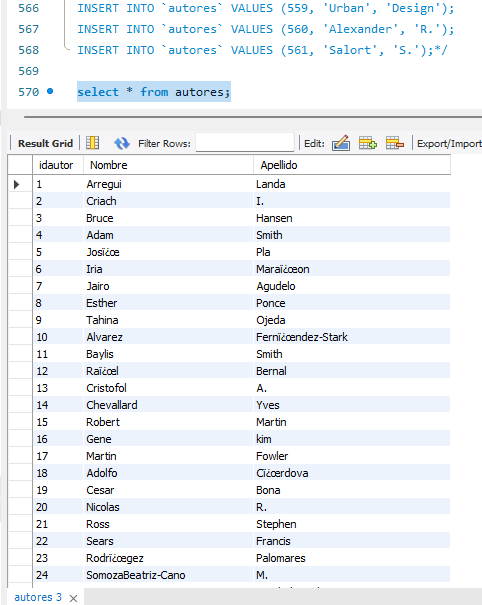 566 INSERT INTO `autores` VALUES (559, 'Urban', 'Design');
567 INSERT INTO `autores` VALUES (560, 'Alexander', 'R.');
568 INSERT INTO `autores` VALUES (561, 'Salort', 'S.');*/
569
570 select * from autores;
Result Grid Filter Rows: Edit: Export/Import
idautor Nombre Apellido
1 Arregui Landa
2 Criach I.
3 Bruce Hansen
4 Adam Smith
5 Josï¿œ Pla
6 Iria Maraï¿œon
7 Jairo Agudelo
8 Esther Ponce
9 Tahina Ojeda
10 Alvarez Fernï¿œndez-Stark
11 Baylis Smith
12 Raï¿œl Bernal
13 Cristofol A.
14 Chevallard Yves
15 Robert Martin
16 Gene kim
17 Martin Fowler
18 Adolfo Cï¿œrdova
19 Cesar Bona
20 Nicolas R.
21 Ross Stephen
22 Sears Francis
23 Rodrï¿œgez Palomares
24 SomozaBeatriz-Cano M.
autores 3